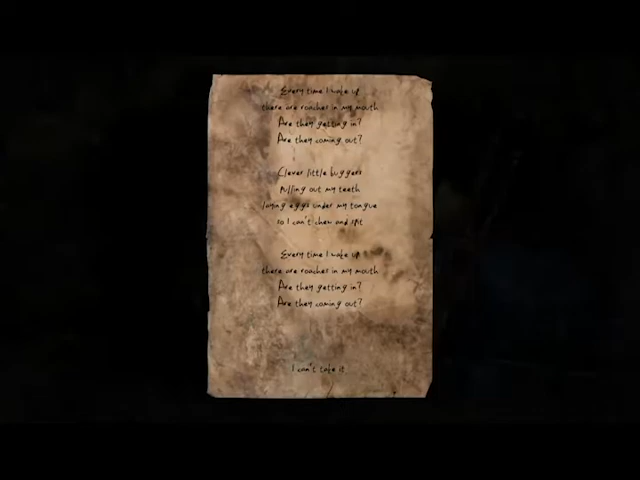 Every time I wake up
there are roaches in my mouth
Are they getting in?
Are they coming out?
Clever little buggers
pulling out my teeth
laying eggs under my tongue
so I can't chew and spit
Every time I wake up
there are roaches in my mouth
Are they getting in?
Are they coming out?
I can't take it